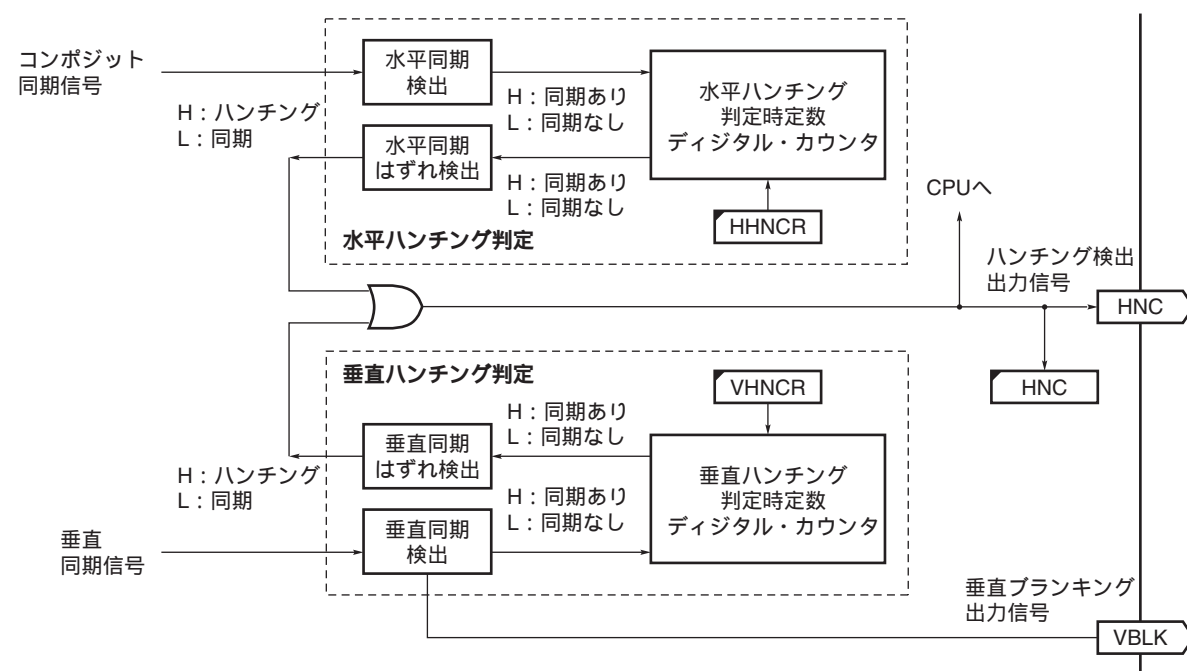 コンポジット
同期信号
H：ハンチング
L：同期
水平同期
検出
H：同期あり
L：同期なし
水平ハンチング
判定時定数
ディジタル・カウンタ
水平同期
はずれ検出
H：同期あり
L：同期なし
HHNCR
水平ハンチング判定
CPUへ
ハンチング検出
出力信号
HNC
HNC
垂直ハンチング判定
VHNCR
H：同期あり
L：同期なし
垂直同期
はずれ検出
垂直ハンチング
判定時定数
ディジタル・カウンタ
H：ハンチング
L：同期
H：同期あり
L：同期なし
垂直同期
検出
垂直
同期信号
垂直ブランキング
出力信号
VBLK